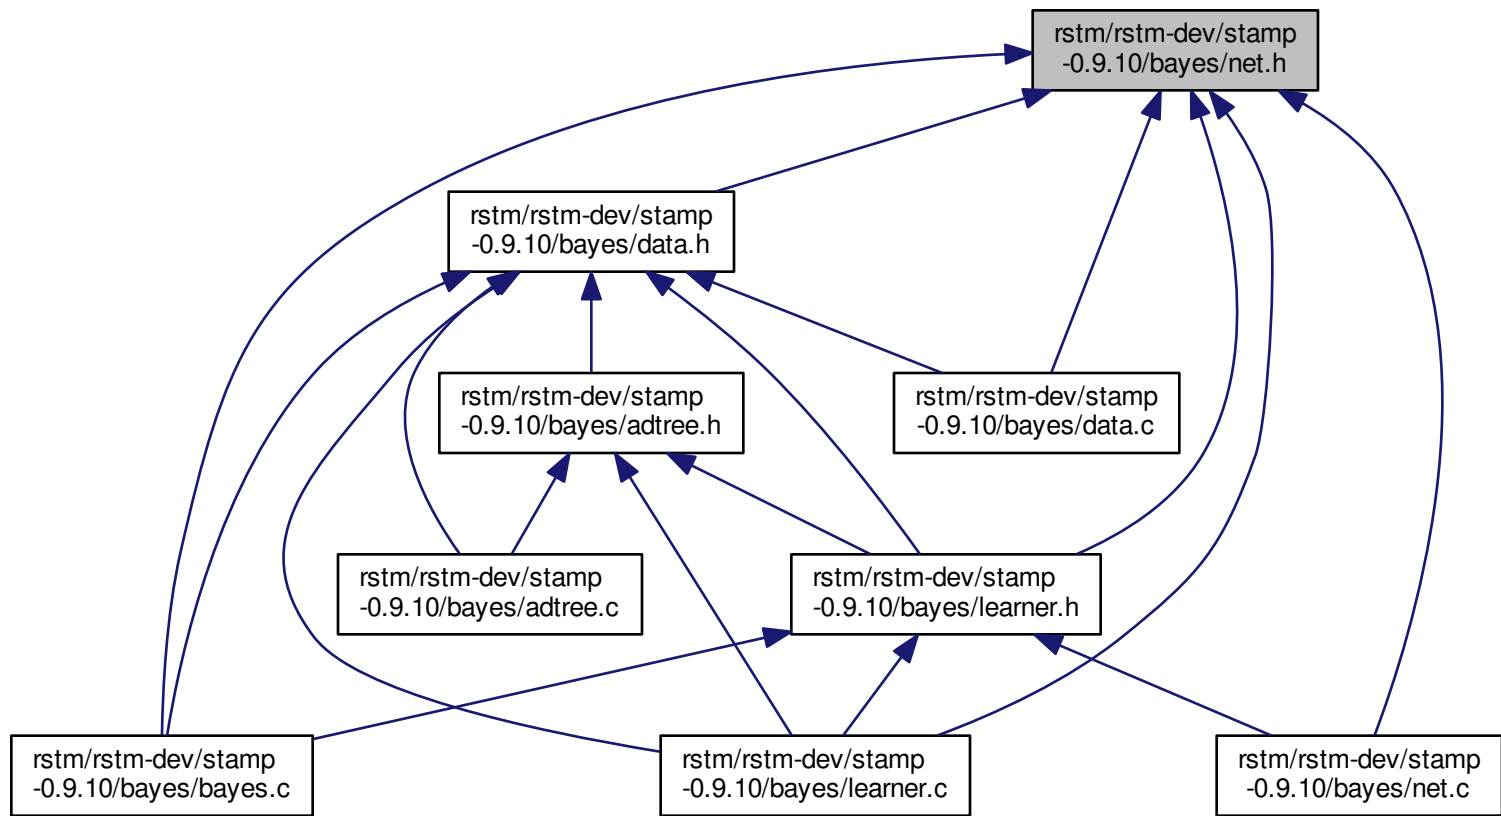 rstm/rstm-dev/stamp
-0.9.10/bayes/net.h
rstm/rstm-dev/stamp
-0.9.10/bayes/data.h
rstm/rstm-dev/stamp
-0.9.10/bayes/adtree.h
rstm/rstm-dev/stamp
-0.9.10/bayes/data.c
rstm/rstm-dev/stamp
-0.9.10/bayes/adtree.c
rstm/rstm-dev/stamp
-0.9.10/bayes/learner.h
rstm/rstm-dev/stamp
-0.9.10/bayes/bayes.c
rstm/rstm-dev/stamp
-0.9.10/bayes/learner.c
rstm/rstm-dev/stamp
-0.9.10/bayes/net.c